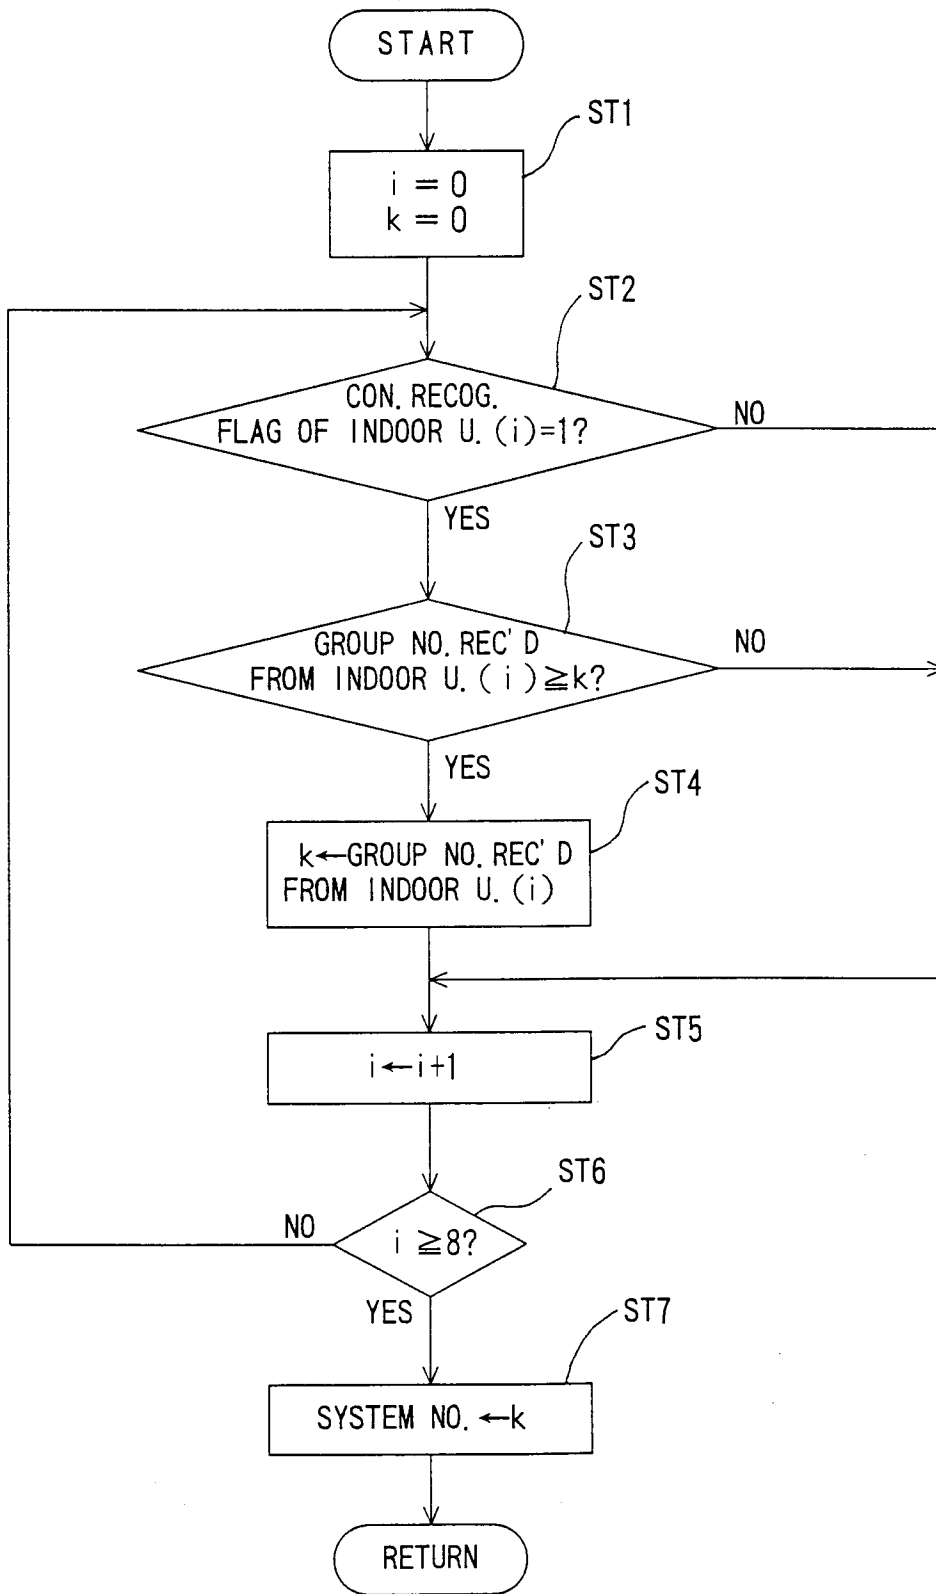 START
ST1
i = 0
k = 0
ST2
CON. RECOG.
FLAG OF INDOOR U. (i)=1?
NO
YES
ST3
GROUP NO. REC'D
FROM INDOOR U. (i)≧k?
NO
YES
ST4
k←GROUP NO. REC'D
FROM INDOOR U. (i)
ST5
i←i+1
ST6
i ≧8?
NO
YES
ST7
SYSTEM NO. ←k
RETURN